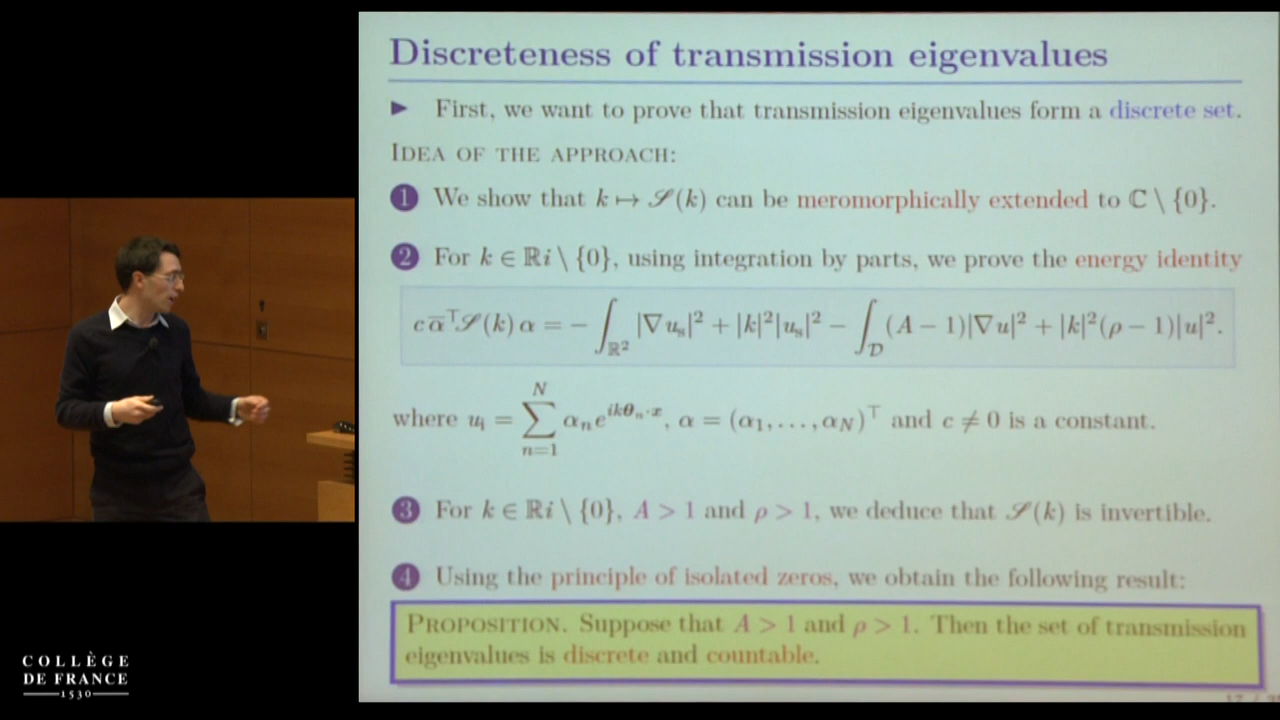 Discreteness of transmission eigenvalues
► First, we want to prove that transmission eigenvalues form a discrete set.
IDEA OF THE APPROACH:
1 We show that k ↦ 𝒮(k) can be meromorphically extended to ℂ \ {0}.
2 For k ∈ ℝi \ {0}, using integration by parts, we prove the energy identity
c ᾱ^⊤ 𝒮(k) α = − ∫_{ℝ²} |∇u_s|² + |k|²|u_s|² − ∫_𝒟 (A − 1)|∇u|² + |k|²(ρ − 1)|u|².
where u_i = ∑_{n=1}^{N} α_n e^{ikθ_n·x}, α = (α_1, …, α_N)^⊤ and c ≠ 0 is a constant.
3 For k ∈ ℝi \ {0}, A > 1 and ρ > 1, we deduce that 𝒮(k) is invertible.
4 Using the principle of isolated zeros, we obtain the following result:
PROPOSITION. Suppose that A > 1 and ρ > 1. Then the set of transmission
eigenvalues is discrete and countable.
COLLÈGE
DE FRANCE
1530